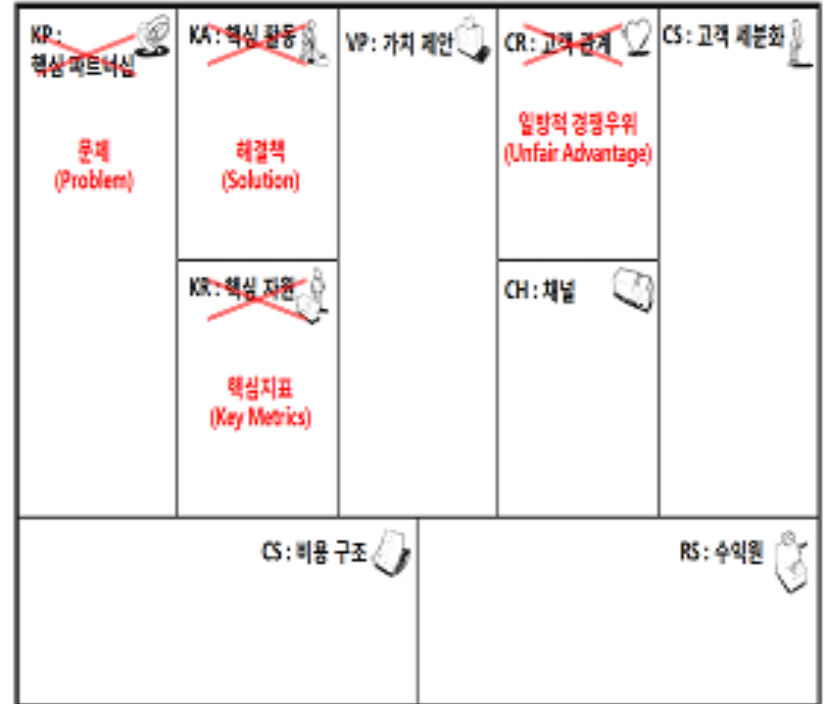 KP :
핵심 파트너십
문제
(Problem)
KA : 핵심 활동
해결책
(Solution)
KR : 핵심 자원
핵심지표
(Key Metrics)
VP : 가치 제안
CR : 고객 관계
일방적 경쟁우위
(Unfair Advantage)
CH : 채널
CS : 고객 세분화
CS : 비용 구조
RS : 수익원